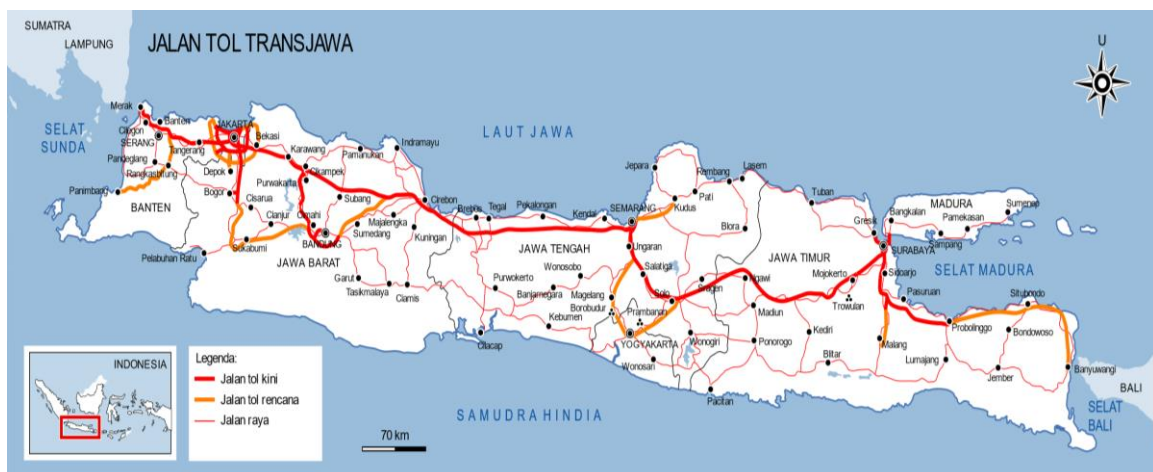 SUMATRA
LAMPUNG
JALAN TOL TRANSJAWA
U
SELAT
SUNDA
LAUT JAWA
Merak
Banten
Cilegon
SERANG
JAKARTA
Bekasi
Tangerang
Pandeglang
Rangkasbitung
Depok
Panimbang
BANTEN
Bogor
Cisarua
Cianjur
Cimahi
Sukabumi
Pelabuhan Ratu
JAWA BARAT
Karawang
Cikampek
Purwakarta
Pamanukan
Indramayu
Subang
Cirebon
BANDUNG
Majalengka
Sumedang
Kuningan
Garut
Tasikmalaya
Ciamis
Brebes
Tegal
Pekalongan
Kendal
SEMARANG
Jepara
Kudus
Pati
Rembang
Lasem
Blora
Ungaran
JAWA TENGAH
Salatiga
Wonosobo
Purwokerto
Banjarnegara
Magelang
Borobudur
Prambanan
Kebumen
Cilacap
YOGYAKARTA
Wonosari
Solo
Sragen
Wonogiri
Pacitan
Tuban
JAWA TIMUR
Ngawi
Madiun
Ponorogo
Mojokerto
Trowulan
Kediri
Blitar
Malang
Gresik
SURABAYA
Sidoarjo
Pasuruan
Bangkalan
MADURA
Pamekasan
Sumenap
Sampang
SELAT MADURA
Probolinggo
Situbondo
Bondowoso
Lumajang
Jember
Banyuwangi
BALI
SELAT
BALI
SAMUDRA HINDIA
INDONESIA
Legenda:
Jalan tol kini
Jalan tol rencana
Jalan raya
70 km